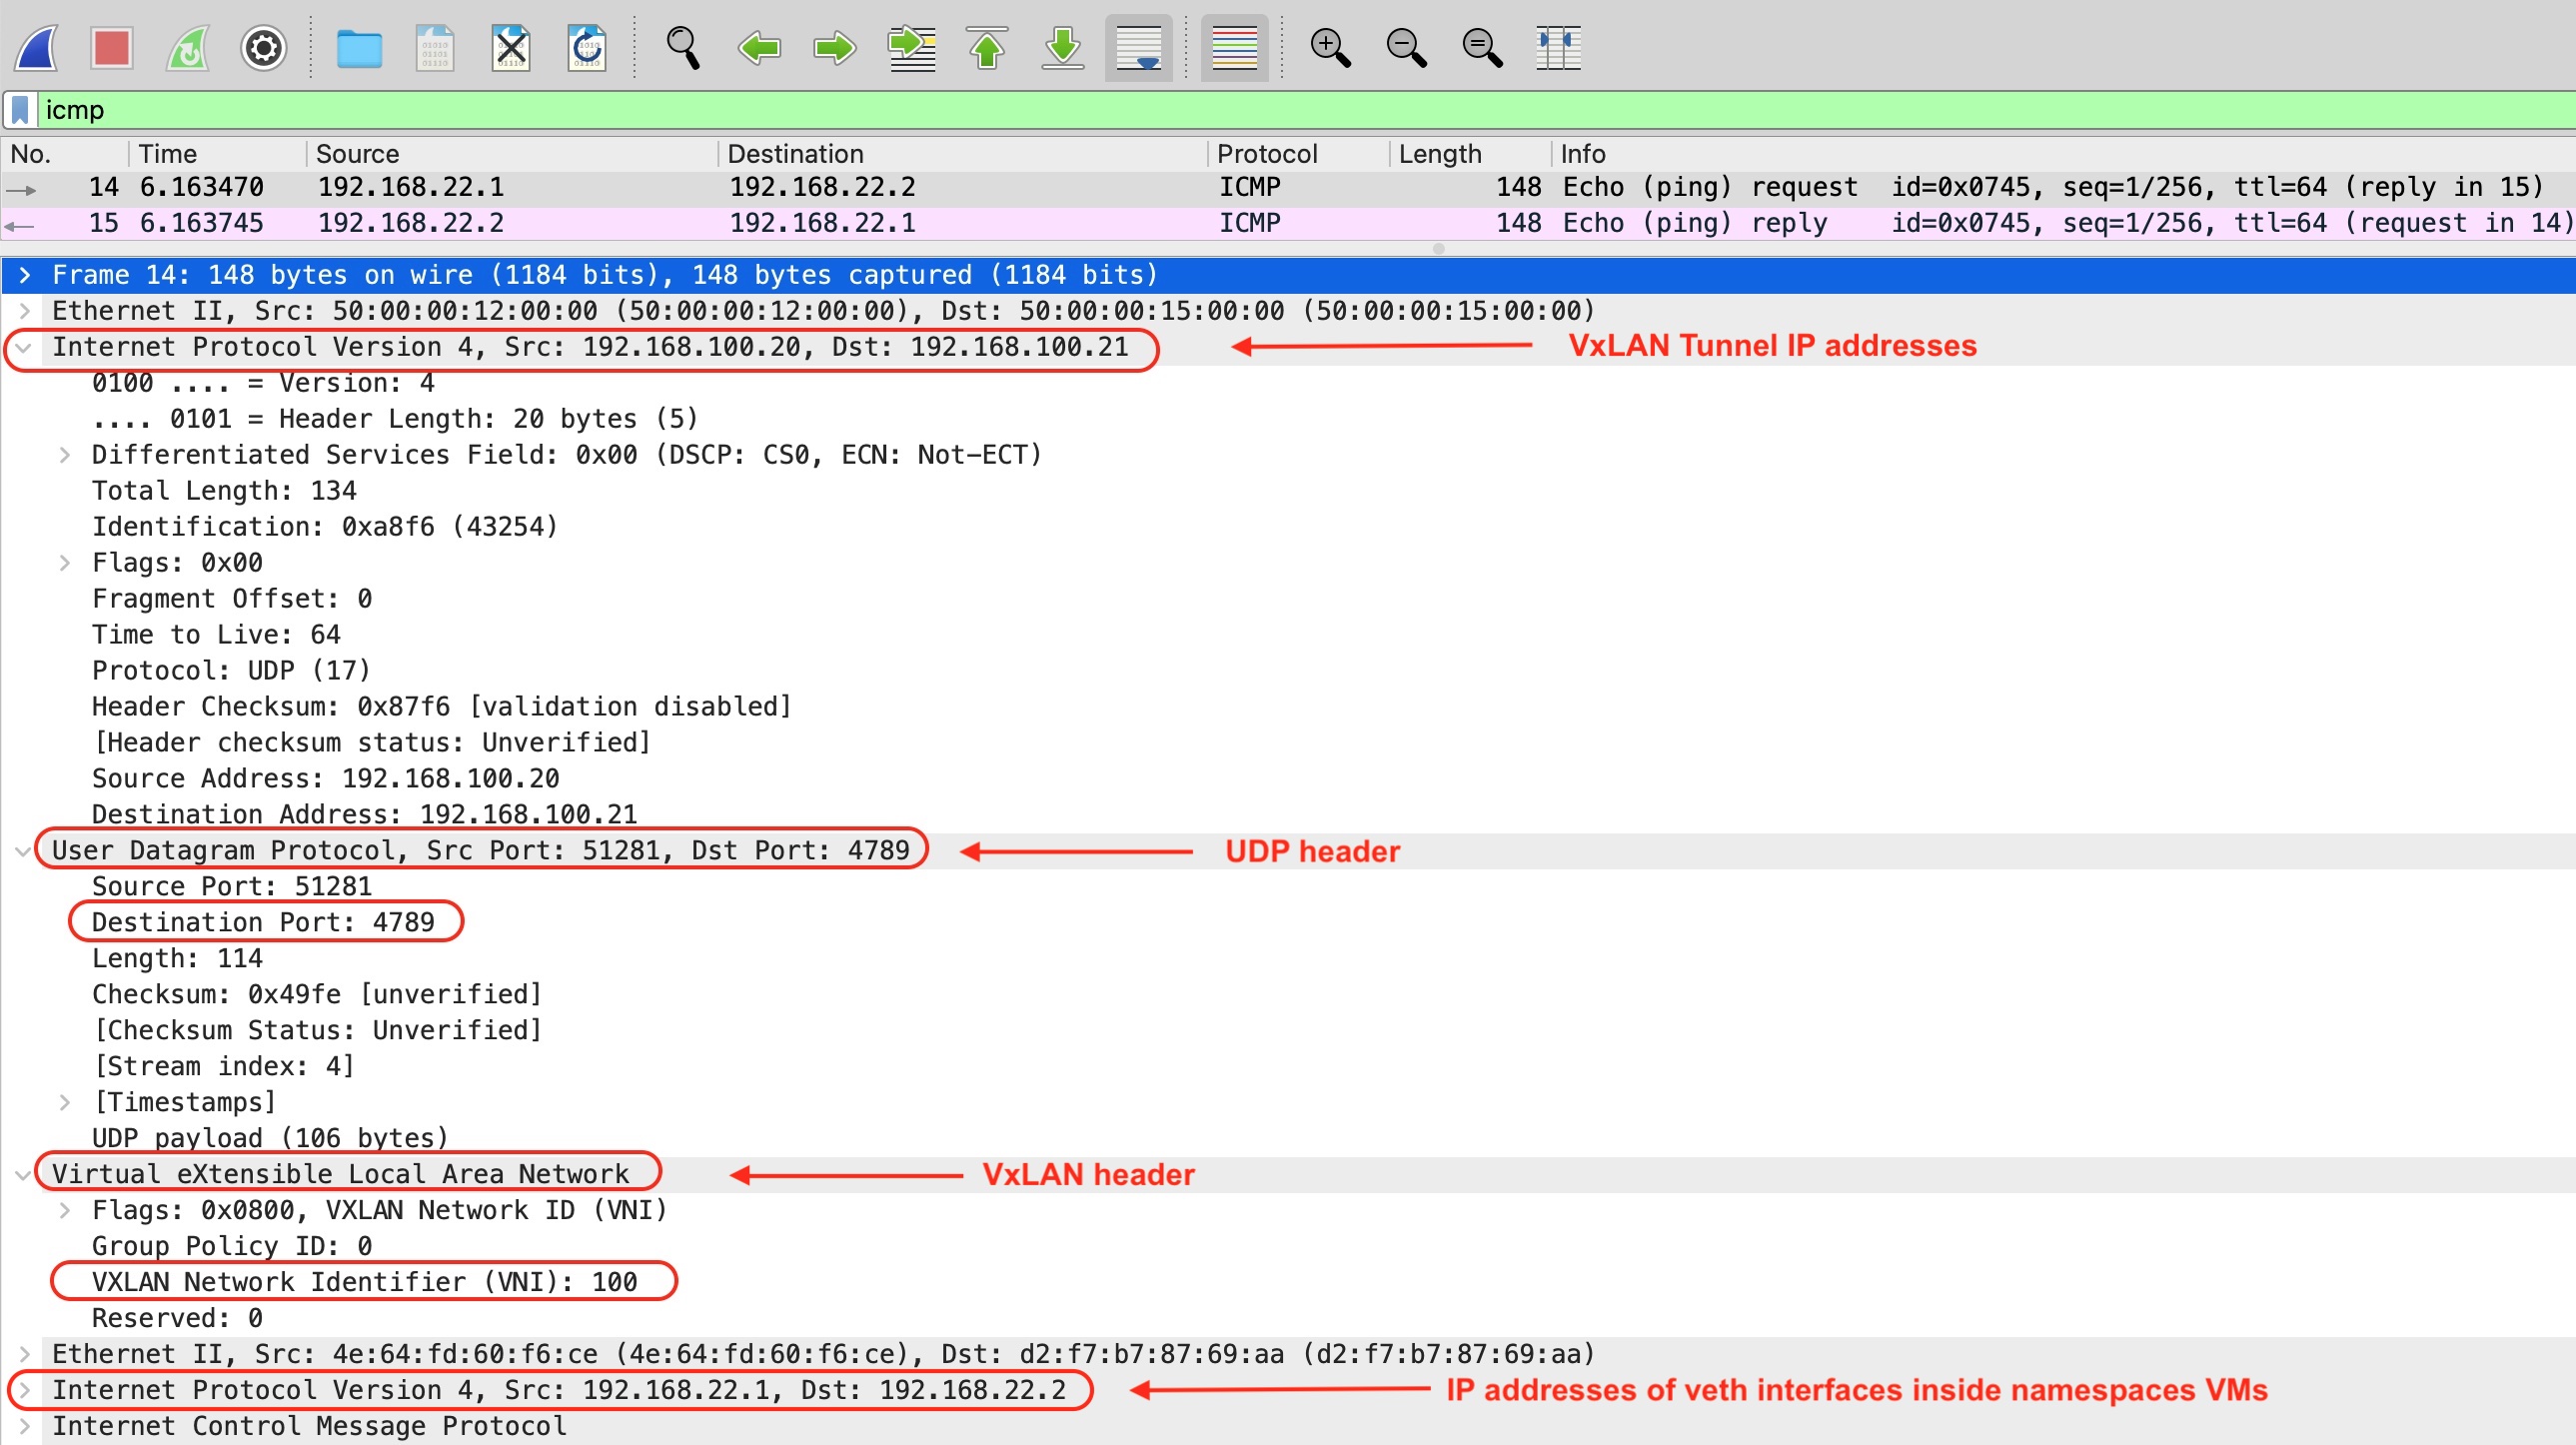 icmp
No. Time Source Destination Protocol Length Info
14 6.163470 192.168.22.1 192.168.22.2 ICMP 148 Echo (ping) request id=0x0745, seq=1/256, ttl=64 (reply in 15)
15 6.163745 192.168.22.2 192.168.22.1 ICMP 148 Echo (ping) reply id=0x0745, seq=1/256, ttl=64 (request in 14)
Frame 14: 148 bytes on wire (1184 bits), 148 bytes captured (1184 bits)
Ethernet II, Src: 50:00:00:12:00:00 (50:00:00:12:00:00), Dst: 50:00:00:15:00:00 (50:00:00:15:00:00)
Internet Protocol Version 4, Src: 192.168.100.20, Dst: 192.168.100.21 VxLAN Tunnel IP addresses
0100 .... = Version: 4
.... 0101 = Header Length: 20 bytes (5)
Differentiated Services Field: 0x00 (DSCP: CS0, ECN: Not-ECT)
Total Length: 134
Identification: 0xa8f6 (43254)
Flags: 0x00
Fragment Offset: 0
Time to Live: 64
Protocol: UDP (17)
Header Checksum: 0x87f6 [validation disabled]
[Header checksum status: Unverified]
Source Address: 192.168.100.20
Destination Address: 192.168.100.21
User Datagram Protocol, Src Port: 51281, Dst Port: 4789 UDP header
Source Port: 51281
Destination Port: 4789
Length: 114
Checksum: 0x49fe [unverified]
[Checksum Status: Unverified]
[Stream index: 4]
[Timestamps]
UDP payload (106 bytes)
Virtual eXtensible Local Area Network VxLAN header
Flags: 0x0800, VXLAN Network ID (VNI)
Group Policy ID: 0
VXLAN Network Identifier (VNI): 100
Reserved: 0
Ethernet II, Src: 4e:64:fd:60:f6:ce (4e:64:fd:60:f6:ce), Dst: d2:f7:b7:87:69:aa (d2:f7:b7:87:69:aa)
Internet Protocol Version 4, Src: 192.168.22.1, Dst: 192.168.22.2 IP addresses of veth interfaces inside namespaces VMs
Internet Control Message Protocol